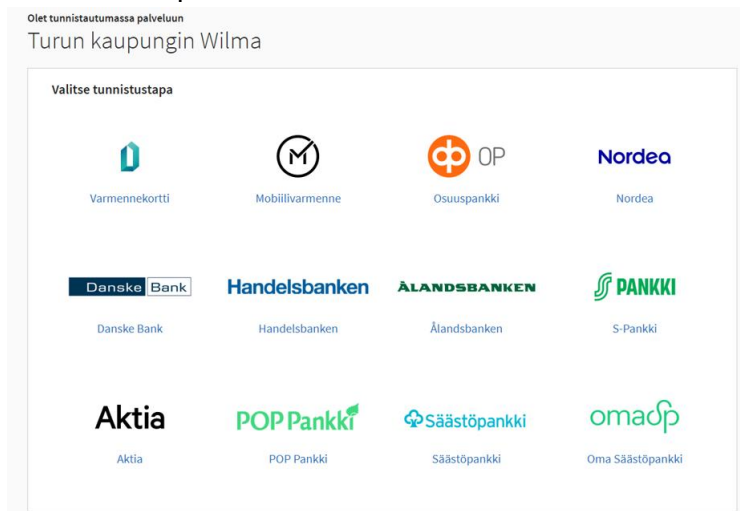 Olet tunnistautumassa palveluun
Turun kaupungin Wilma
Valitse tunnistustapa
M
OP
Nordea
Varmennekortti
Mobiilivarmenne
Osuuspankki
Nordea
Danske Bank
Handelsbanken
ÅLANDSBANKEN
S PANKKI
Danske Bank
Handelsbanken
Ålandsbanken
S-Pankki
Aktia
POP Pankki
Säästöpankki
omasp
Aktia
POP Pankki
Säästöpankki
Oma Säästöpankki